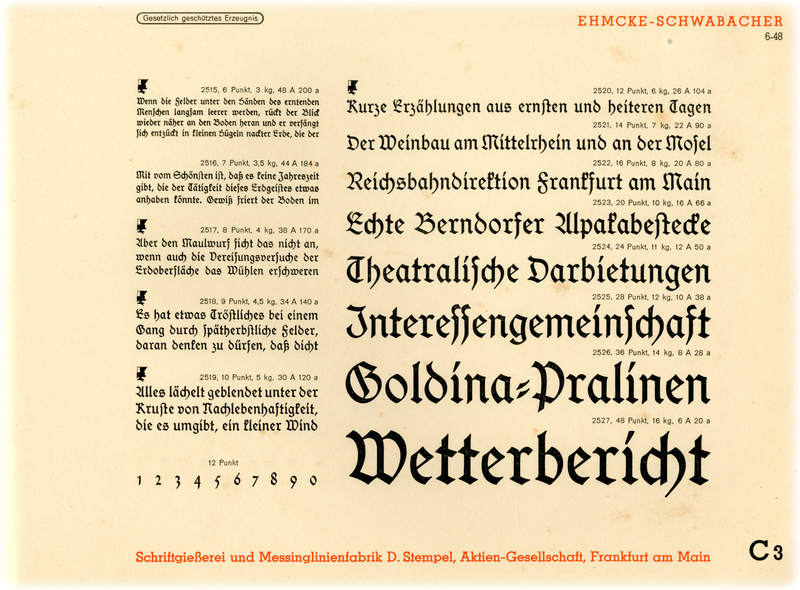 Gesetzlich geschütztes Erzeugnis
EHMCKE-SCHWABACHER
6-48
2515, 6 Punkt, 3 kg, 48 A 200 a
Wenn die Felder unter den Händen des erntenden
Menschen langsam leerer werden, rückt der Blick
wieder näher an den Boden heran und er verfängt
sich entzückt in kleinen Hügeln nackter Erde, die der
2516, 7 Punkt, 3,5 kg, 44 A 184 a
Mit vom Schönsten ist, daß es keine Jahreszeit
gibt, die der Tätigkeit dieses Erdgeistes etwas
anhaben könnte. Gewiß friert der Boden im
2517, 8 Punkt, 4 kg, 38 A 170 a
Aber den Maulwurf ficht das nicht an,
wenn auch die Vereisungsversuche der
Erdoberfläche das Wühlen erschweren
2518, 9 Punkt, 4,5 kg, 34 A 140 a
Es hat etwas Tröstliches bei einem
Gang durch spätherbstliche Felder,
daran denken zu dürfen, daß dicht
2519, 10 Punkt, 5 kg, 30 A 120 a
Alles lächelt geblendet unter der
Kruste von Nachlebenhaftigkeit,
die es umgibt, ein kleiner Wind
12 Punkt
1 2 3 4 5 6 7 8 9 0
2520, 12 Punkt, 6 kg, 26 A 104 a
Kurze Erzählungen aus ernsten und heiteren Tagen
2521, 14 Punkt, 7 kg, 22 A 90 a
Der Weinbau am Mittelrhein und an der Mosel
2522, 16 Punkt, 8 kg, 20 A 80 a
Reichsbahndirektion Frankfurt am Main
2523, 20 Punkt, 10 kg, 16 A 66 a
Echte Berndorfer Alpakabestecke
2524, 24 Punkt, 11 kg, 12 A 50 a
Theatralische Darbietungen
2525, 28 Punkt, 12 kg, 10 A 38 a
Interessengemeinschaft
2526, 36 Punkt, 14 kg, 8 A 28 a
Goldina-Pralinen
2527, 48 Punkt, 16 kg, 6 A 20 a
Wetterbericht
Schriftgießerei und Messinglinienfabrik D. Stempel, Aktien-Gesellschaft, Frankfurt am Main
C 3